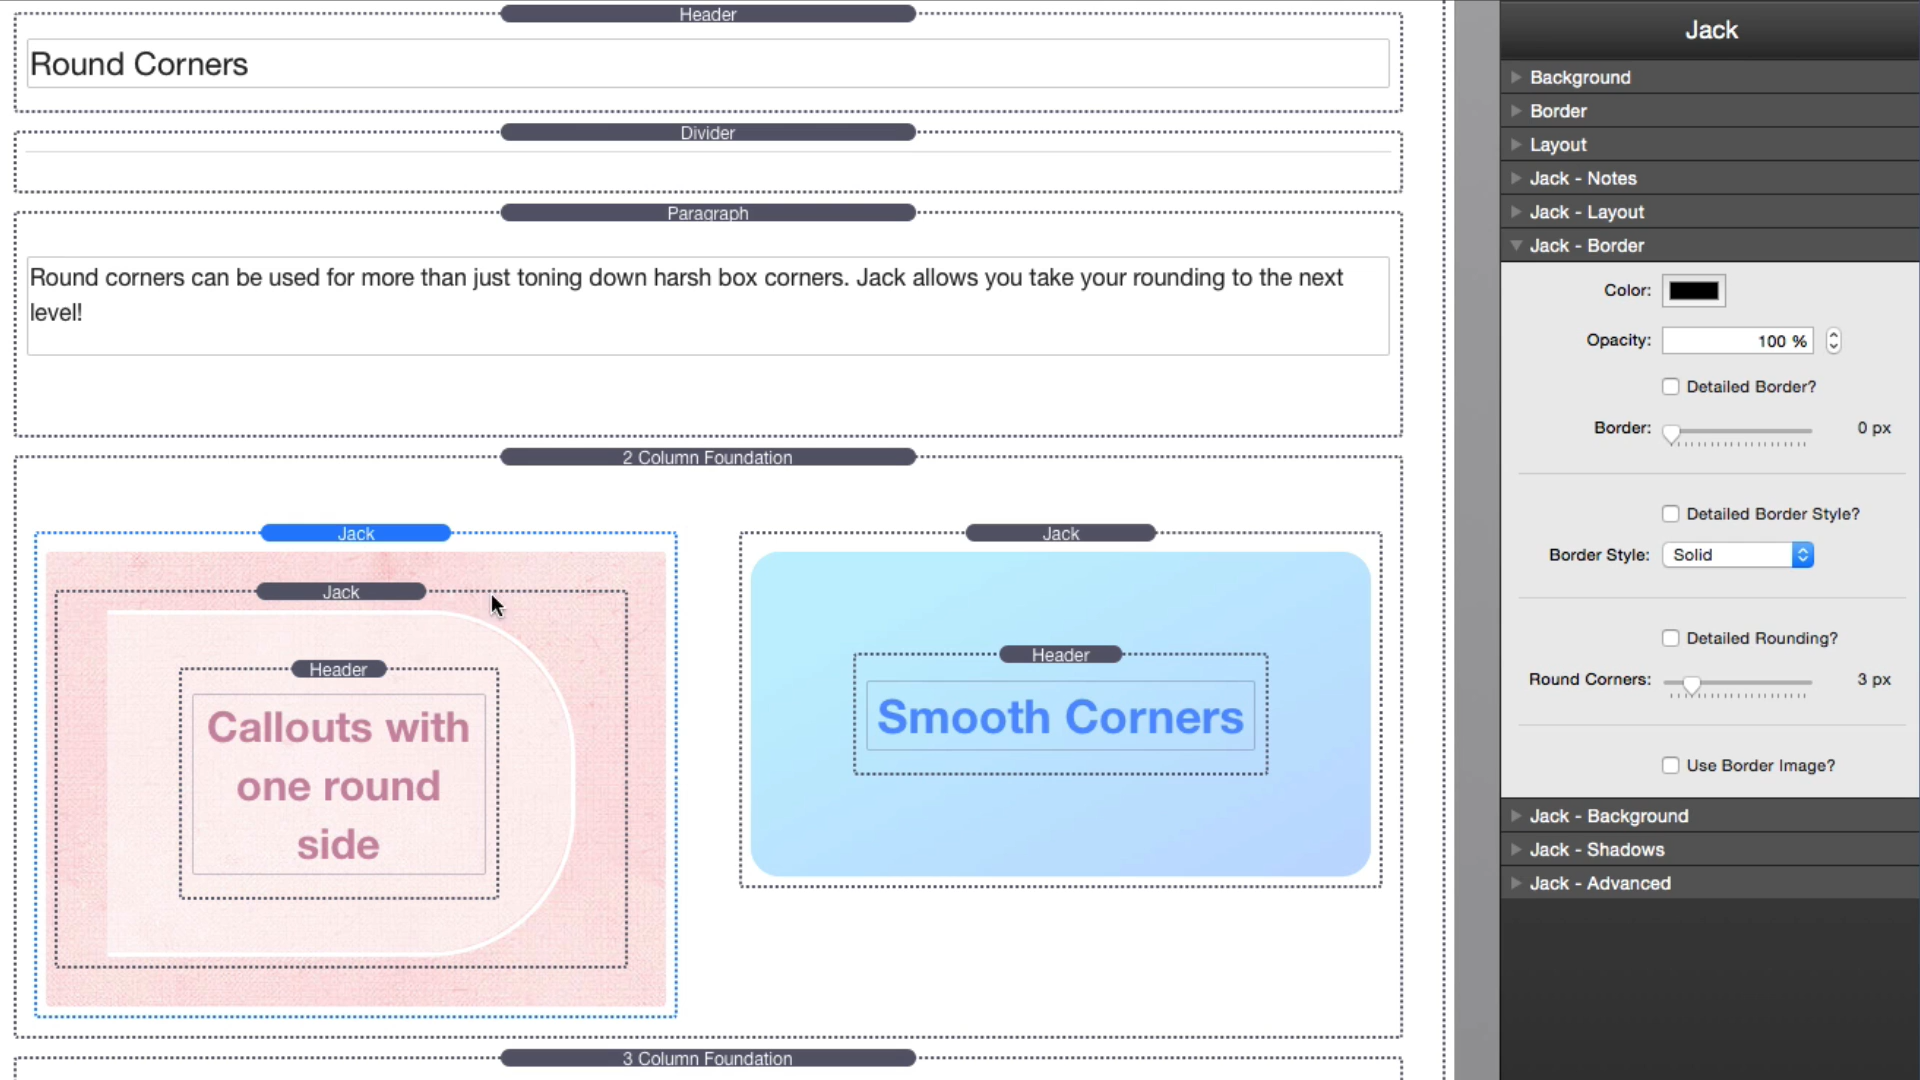 Header
Round Corners
Divider
Paragraph
Round corners can be used for more than just toning down harsh box corners. Jack allows you take your rounding to the next
level!
2 Column Foundation
Jack
Jack
Header
Callouts with
one round
side
Jack
Header
Smooth Corners
3 Column Foundation
Jack
Background
Border
Layout
Jack - Notes
Jack - Layout
Jack - Border
Color:
Opacity: 100 %
Detailed Border?
Border: 0 px
Detailed Border Style?
Border Style: Solid
Detailed Rounding?
Round Corners: 3 px
Use Border Image?
Jack - Background
Jack - Shadows
Jack - Advanced